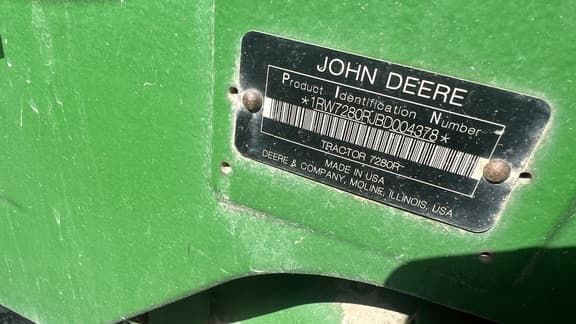 JOHN DEERE
Product Identification Number
*1RW7280RJBD004378*
TRACTOR 7280R
MADE IN USA
DEERE & COMPANY, MOLINE, ILLINOIS, USA